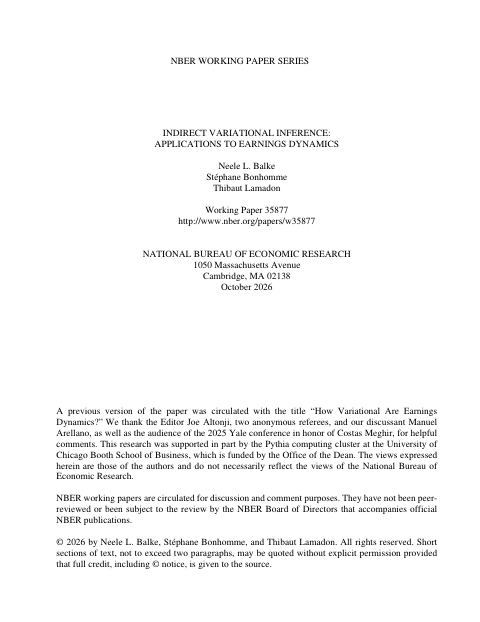 NBER WORKING PAPER SERIES
INDIRECT VARIATIONAL INFERENCE:
APPLICATIONS TO EARNINGS DYNAMICS
Neele L. Balke
Stéphane Bonhomme
Thibaut Lamadon
Working Paper 35877
http://www.nber.org/papers/w35877
NATIONAL BUREAU OF ECONOMIC RESEARCH
1050 Massachusetts Avenue
Cambridge, MA 02138
October 2026
A previous version of the paper was circulated with the title “How Variational Are Earnings
Dynamics?” We thank the Editor Joe Altonji, two anonymous referees, and our discussant Manuel
Arellano, as well as the audience of the 2025 Yale conference in honor of Costas Meghir, for helpful
comments. This research was supported in part by the Pythia computing cluster at the University of
Chicago Booth School of Business, which is funded by the Office of the Dean. The views expressed
herein are those of the authors and do not necessarily reflect the views of the National Bureau of
Economic Research.
NBER working papers are circulated for discussion and comment purposes. They have not been peer-
reviewed or been subject to the review by the NBER Board of Directors that accompanies official
NBER publications.
© 2026 by Neele L. Balke, Stéphane Bonhomme, and Thibaut Lamadon. All rights reserved. Short
sections of text, not to exceed two paragraphs, may be quoted without explicit permission provided
that full credit, including © notice, is given to the source.